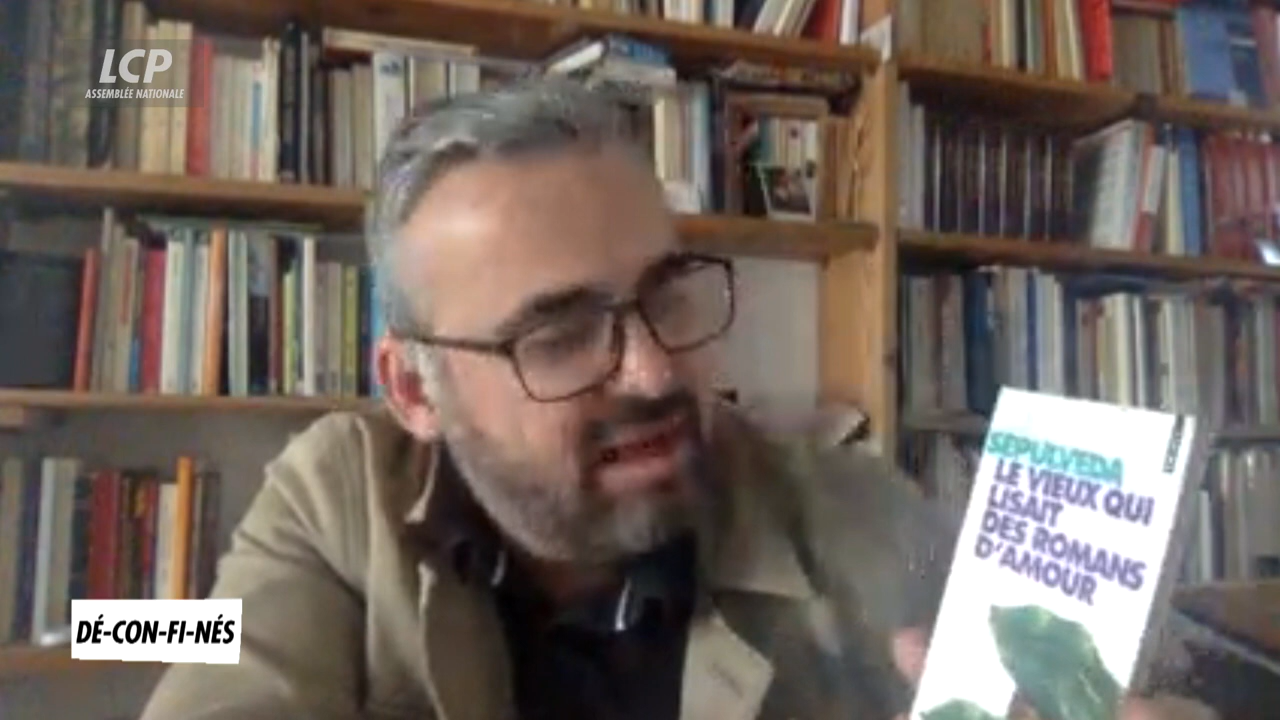 LCP
ASSEMBLÉE NATIONALE
SEPULVEDA
LE VIEUX QUI
LISAIT
DES ROMANS
D'AMOUR
DÉ-CON-FI-NÉS